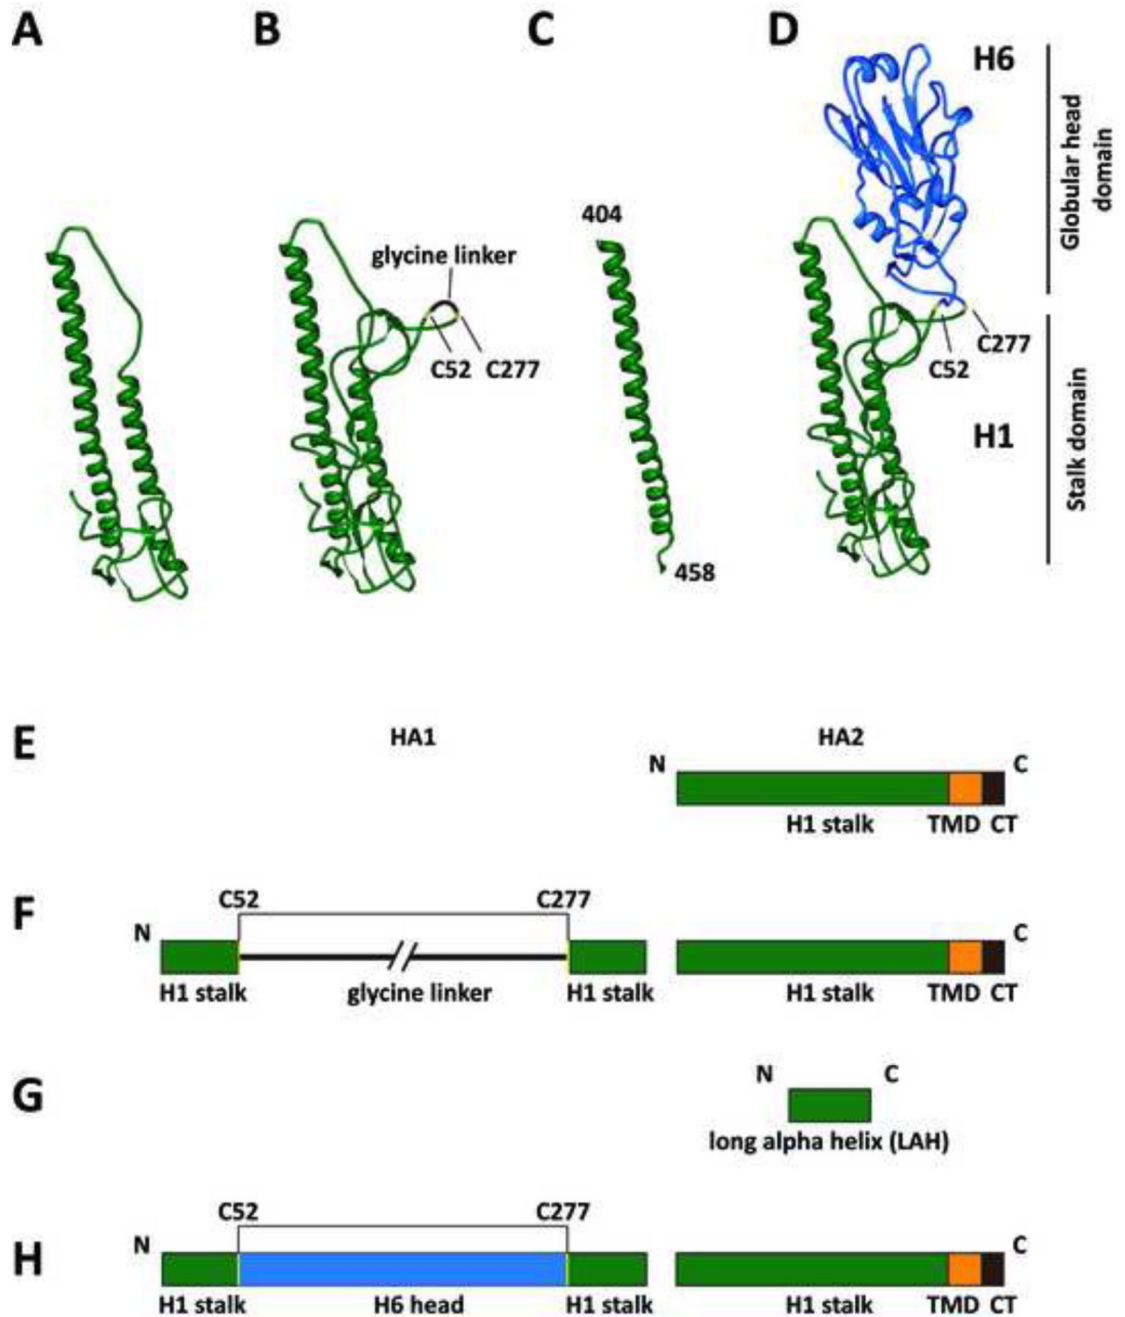 A B C D
H6
Globular head
domain
404
glycine linker
C52 C277
C277
C52
H1
Stalk domain
458
E HA1 HA2
N C
H1 stalk TMD CT
F C52 C277
N C
H1 stalk glycine linker H1 stalk H1 stalk TMD CT
G N C
long alpha helix (LAH)
H C52 C277
N C
H1 stalk H6 head H1 stalk H1 stalk TMD CT